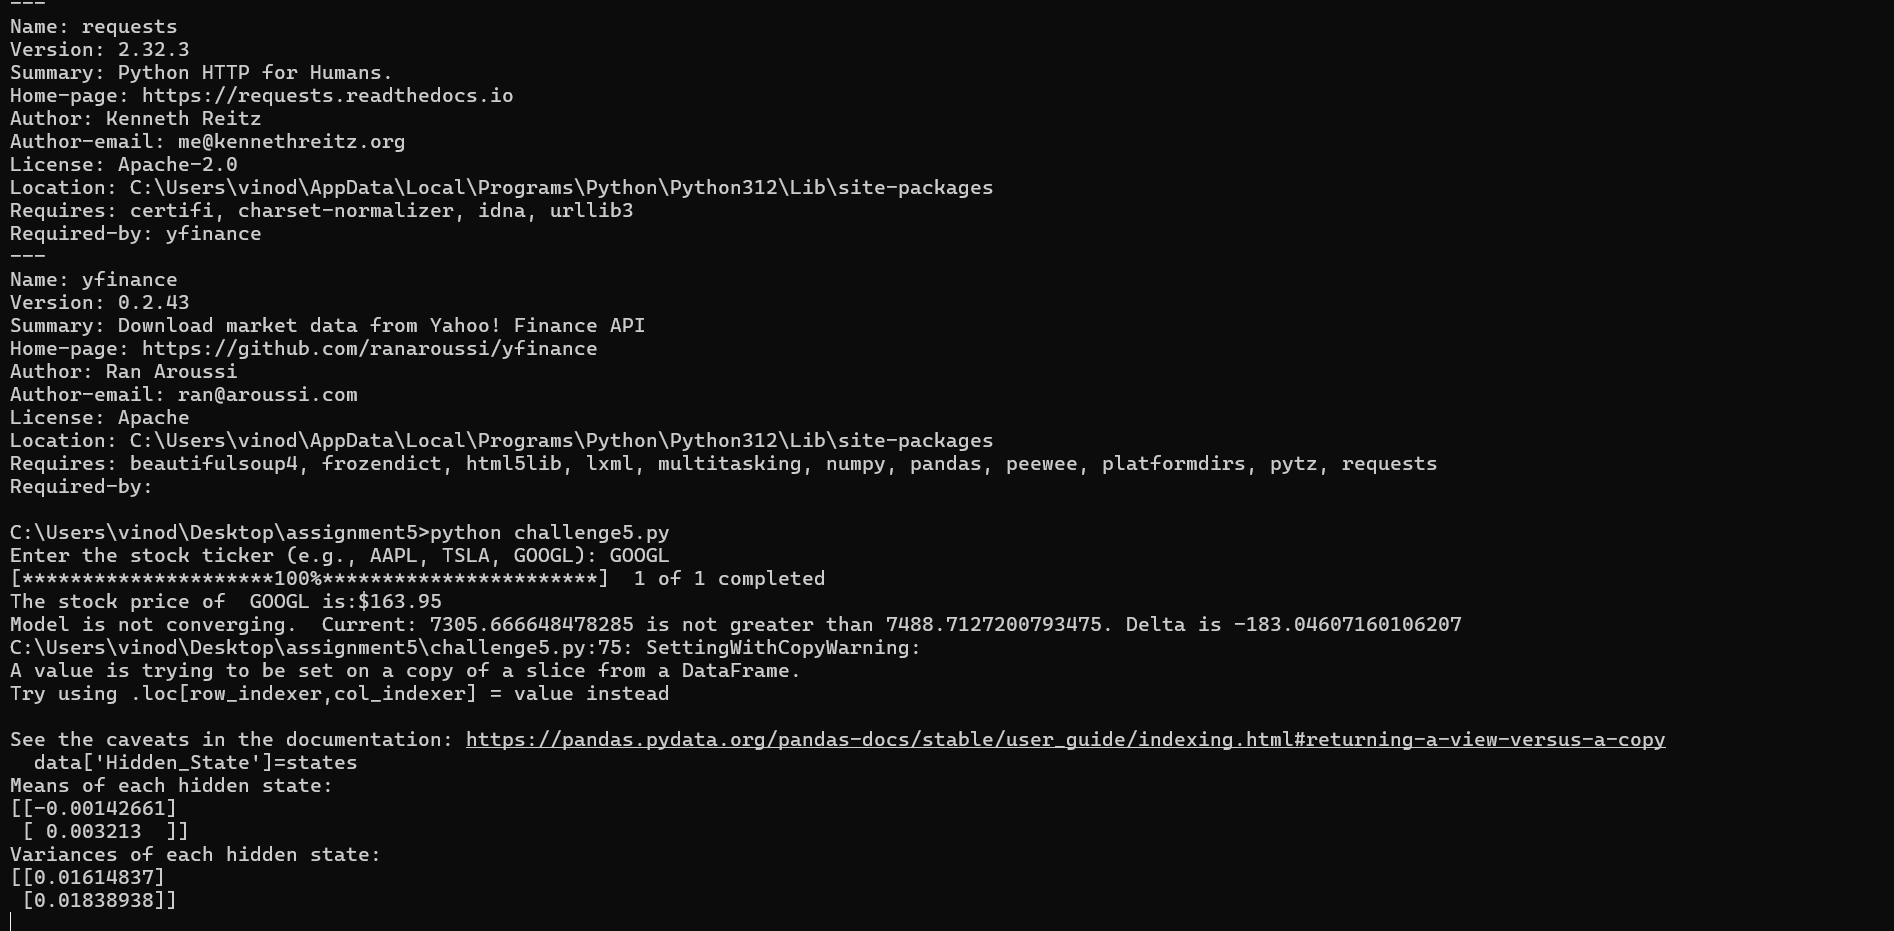 ---
Name: requests
Version: 2.32.3
Summary: Python HTTP for Humans.
Home-page: https://requests.readthedocs.io
Author: Kenneth Reitz
Author-email: me@kennethreitz.org
License: Apache-2.0
Location: C:\Users\vinod\AppData\Local\Programs\Python\Python312\Lib\site-packages
Requires: certifi, charset-normalizer, idna, urllib3
Required-by: yfinance
---
Name: yfinance
Version: 0.2.43
Summary: Download market data from Yahoo! Finance API
Home-page: https://github.com/ranaroussi/yfinance
Author: Ran Aroussi
Author-email: ran@aroussi.com
License: Apache
Location: C:\Users\vinod\AppData\Local\Programs\Python\Python312\Lib\site-packages
Requires: beautifulsoup4, frozendict, html5lib, lxml, multitasking, numpy, pandas, peewee, platformdirs, pytz, requests
Required-by:
C:\Users\vinod\Desktop\assignment5>python challenge5.py
Enter the stock ticker (e.g., AAPL, TSLA, GOOGL): GOOGL
[**********************100%***********************]  1 of 1 completed
The stock price of  GOOGL is:$163.95
Model is not converging.  Current: 7305.666648478285 is not greater than 7488.7127200793475. Delta is -183.04607160106207
C:\Users\vinod\Desktop\assignment5\challenge5.py:75: SettingWithCopyWarning:
A value is trying to be set on a copy of a slice from a DataFrame.
Try using .loc[row_indexer,col_indexer] = value instead
See the caveats in the documentation: https://pandas.pydata.org/pandas-docs/stable/user_guide/indexing.html#returning-a-view-versus-a-copy
  data['Hidden_State']=states
Means of each hidden state:
[[-0.00142661]
 [ 0.003213  ]]
Variances of each hidden state:
[[0.01614837]
 [0.01838938]]